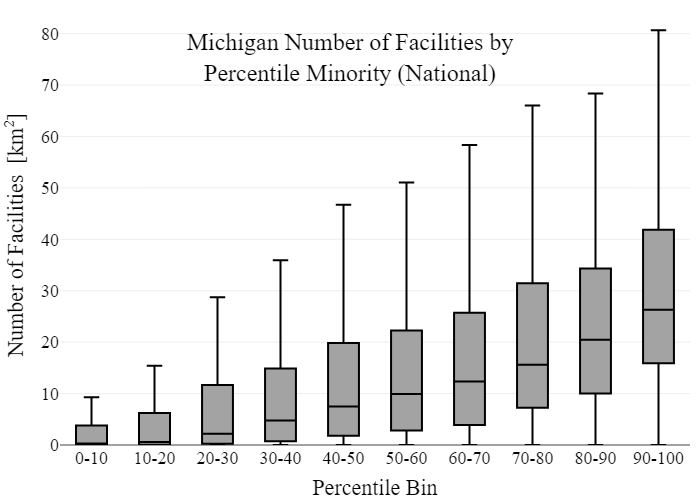 Michigan Number of Facilities by
Percentile Minority (National)
Number of Facilities [km²]
80
70
60
50
40
30
20
10
0
0-10 10-20 20-30 30-40 40-50 50-60 60-70 70-80 80-90 90-100
Percentile Bin